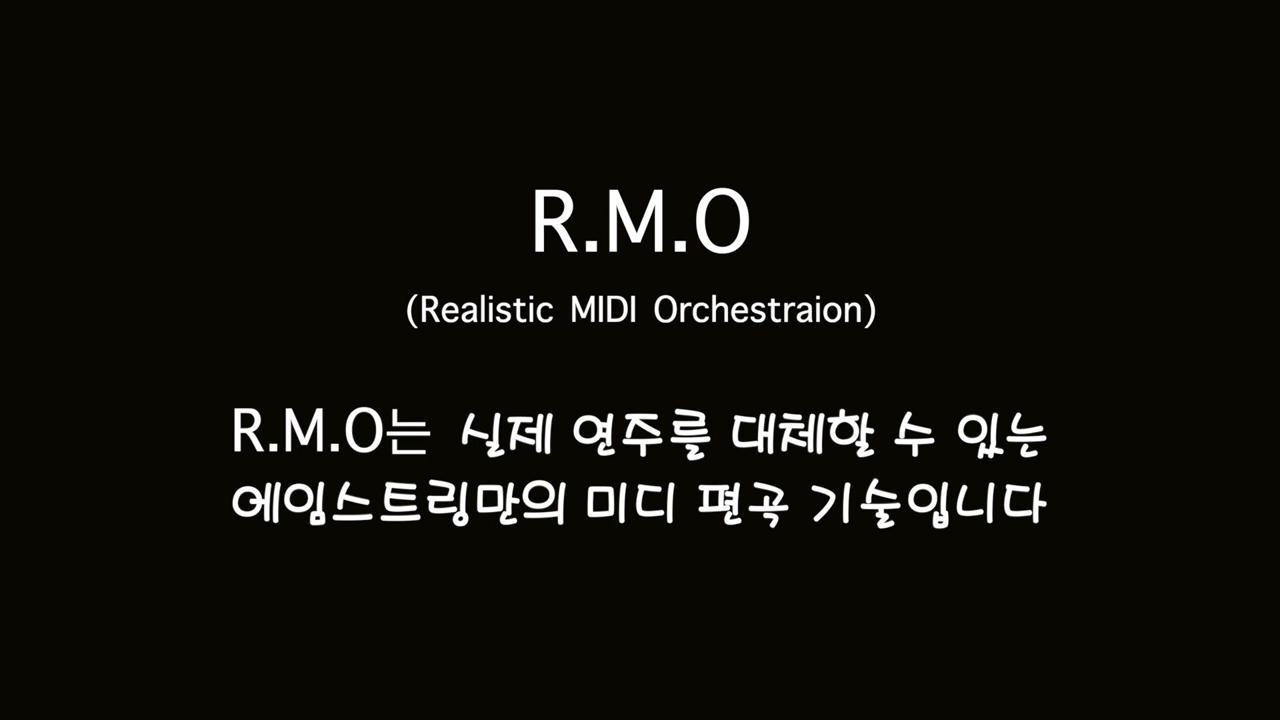 R.M.O
(Realistic MIDI Orchestraion)
R.M.O는 실제 연주를 대체할 수 있는
에임스트링만의 미디 편곡 기술입니다